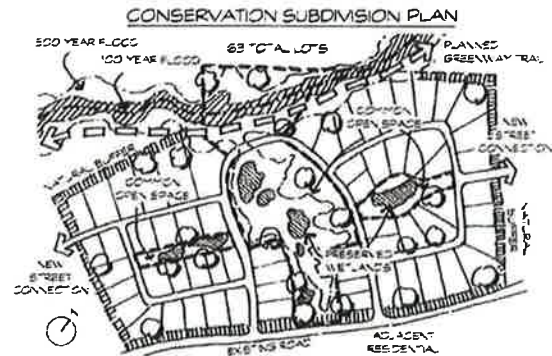 CONSERVATION SUBDIVISION PLAN
500 YEAR FLOOD
100 YEAR FLOOD
63 TOTAL LOTS
PLANNED
GREENWAY TRAIL
COMMON
OPEN SPACE
NEW
STREET
CONNECTION
NATURAL BUFFER
COMMON
OPEN SPACE
NATURAL
BUFFER
PRESERVED
WETLANDS
NEW
STREET
CONNECTION
EXISTING ROAD
ADJACENT
RESIDENTIAL